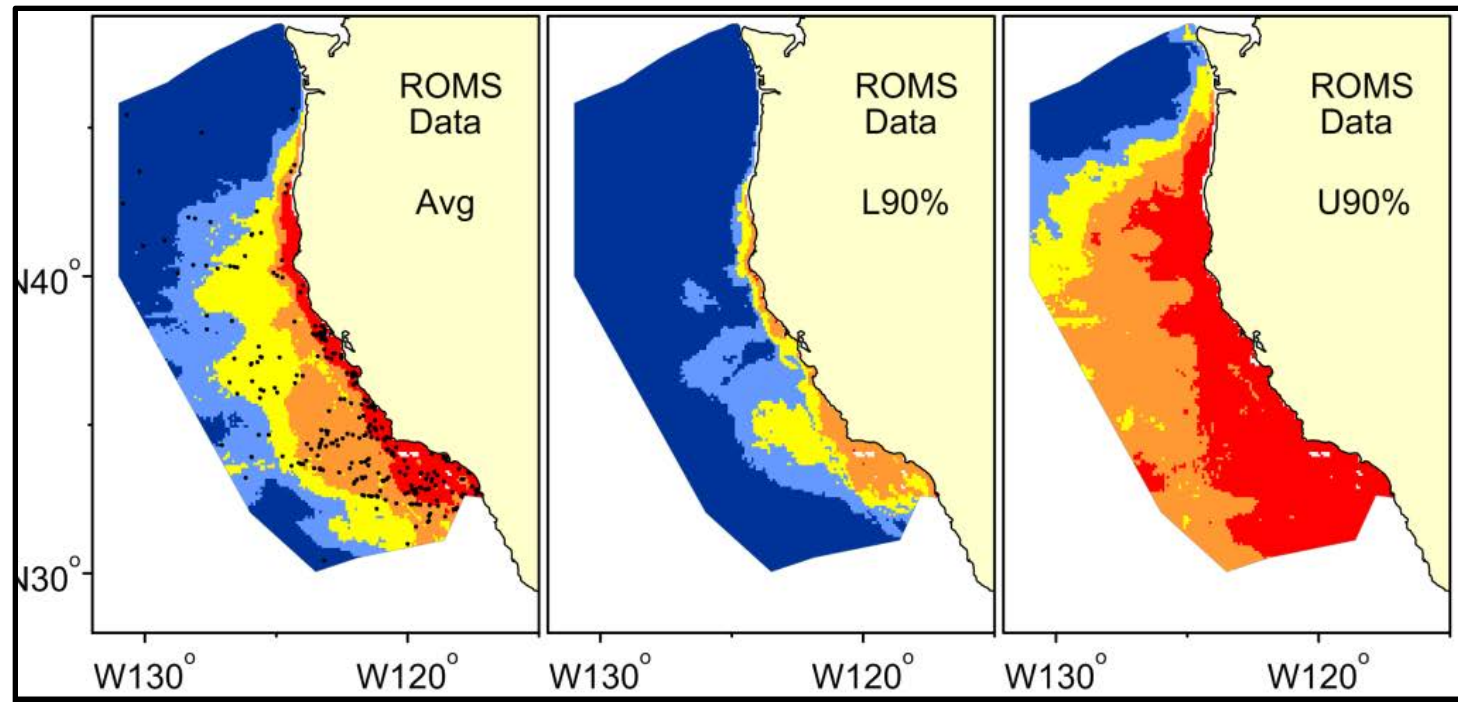 ROMS
Data
Avg
ROMS
Data
L90%
ROMS
Data
U90%
N40°
N30°
W130° W120° W130° W120° W130° W120°